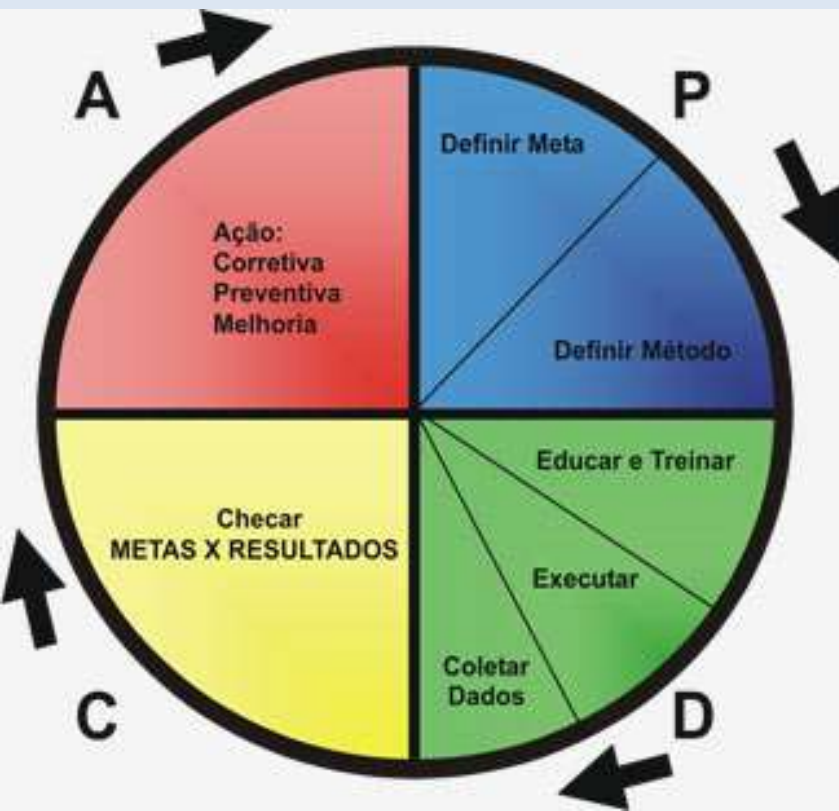 A
P
Definir Meta
Ação:
Corretiva
Preventiva
Melhoria
Definir Método
Educar e Treinar
Checar
METAS X RESULTADOS
Executar
Coletar
Dados
C
D